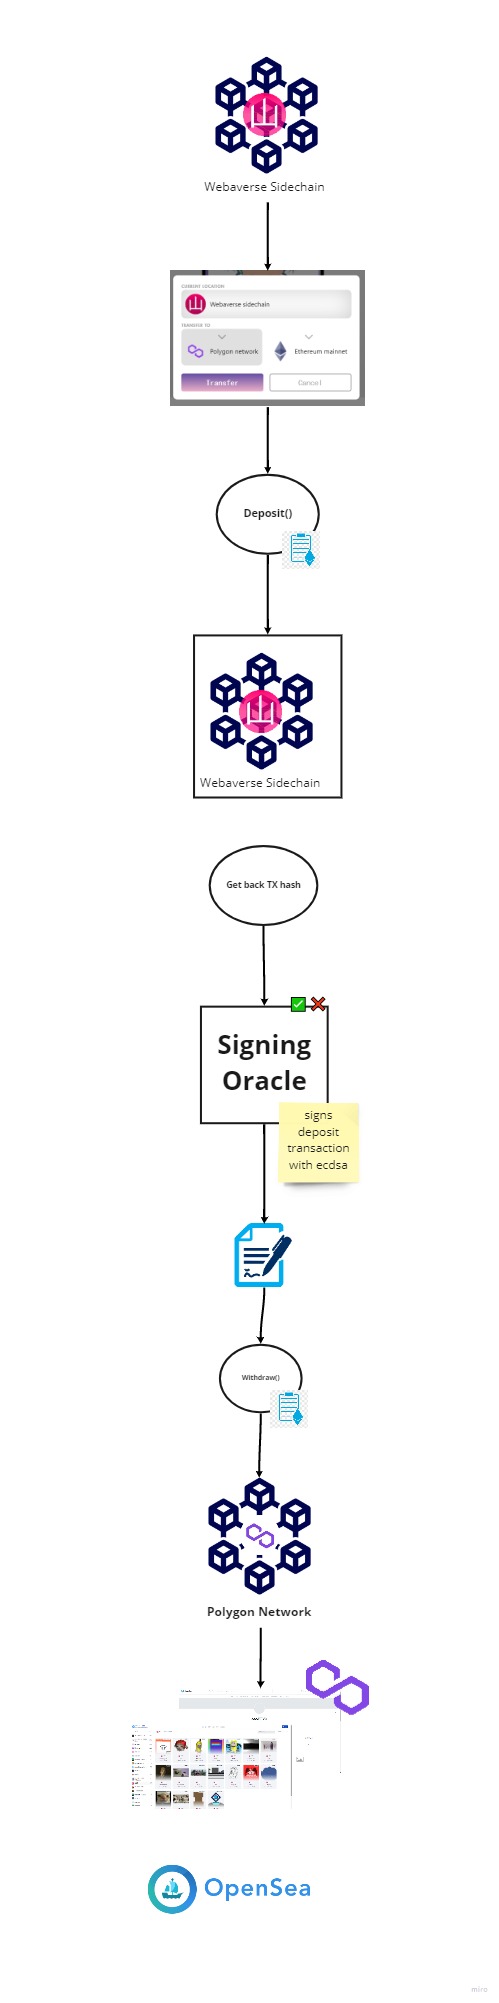 Webaverse Sidechain
CURRENT LOCATION
Webaverse sidechain
TRANSFER TO
Polygon network
Ethereum mainnet
Transfer
Cancel
Deposit()
Webaverse Sidechain
Get back TX hash
Signing
Oracle
signs
deposit
transaction
with ecdsa
Withdraw()
Polygon Network
OpenSea
miro